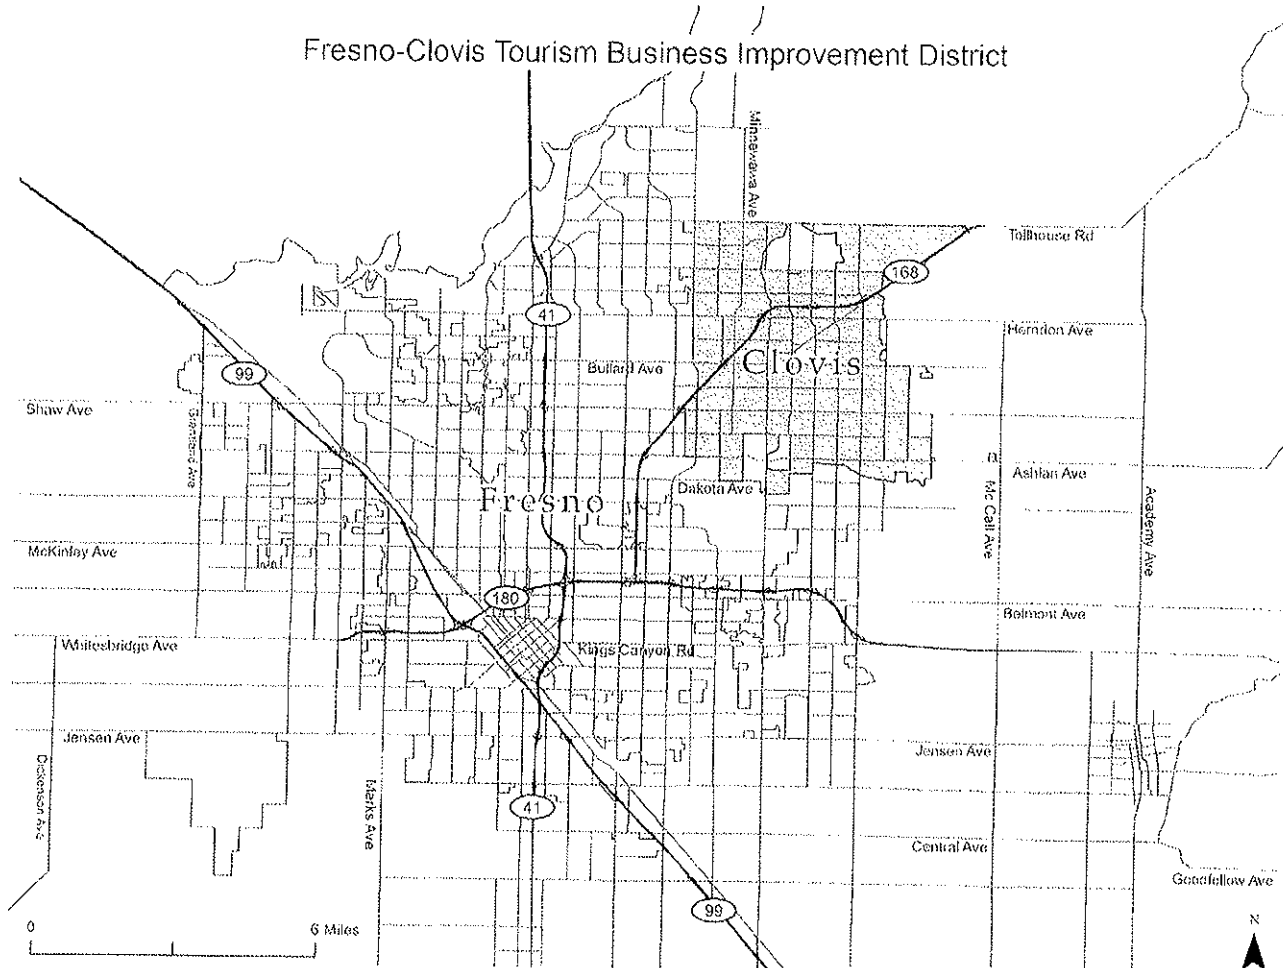 Fresno-Clovis Tourism Business Improvement District
Minnewawa Ave
Tollhouse Rd
168
41
Herndon Ave
Bullard Ave
Clovis
99
Shaw Ave
Grantland Ave
Ashlan Ave
Dakota Ave
Fresno
Mc Call Ave
Academy Ave
McKinley Ave
180
Belmont Ave
Whitesbridge Ave
Kings Canyon Rd
Jensen Ave
Jensen Ave
Dickenson Ave
Marks Ave
41
Central Ave
Goodfellow Ave
99
0
6 Miles
N